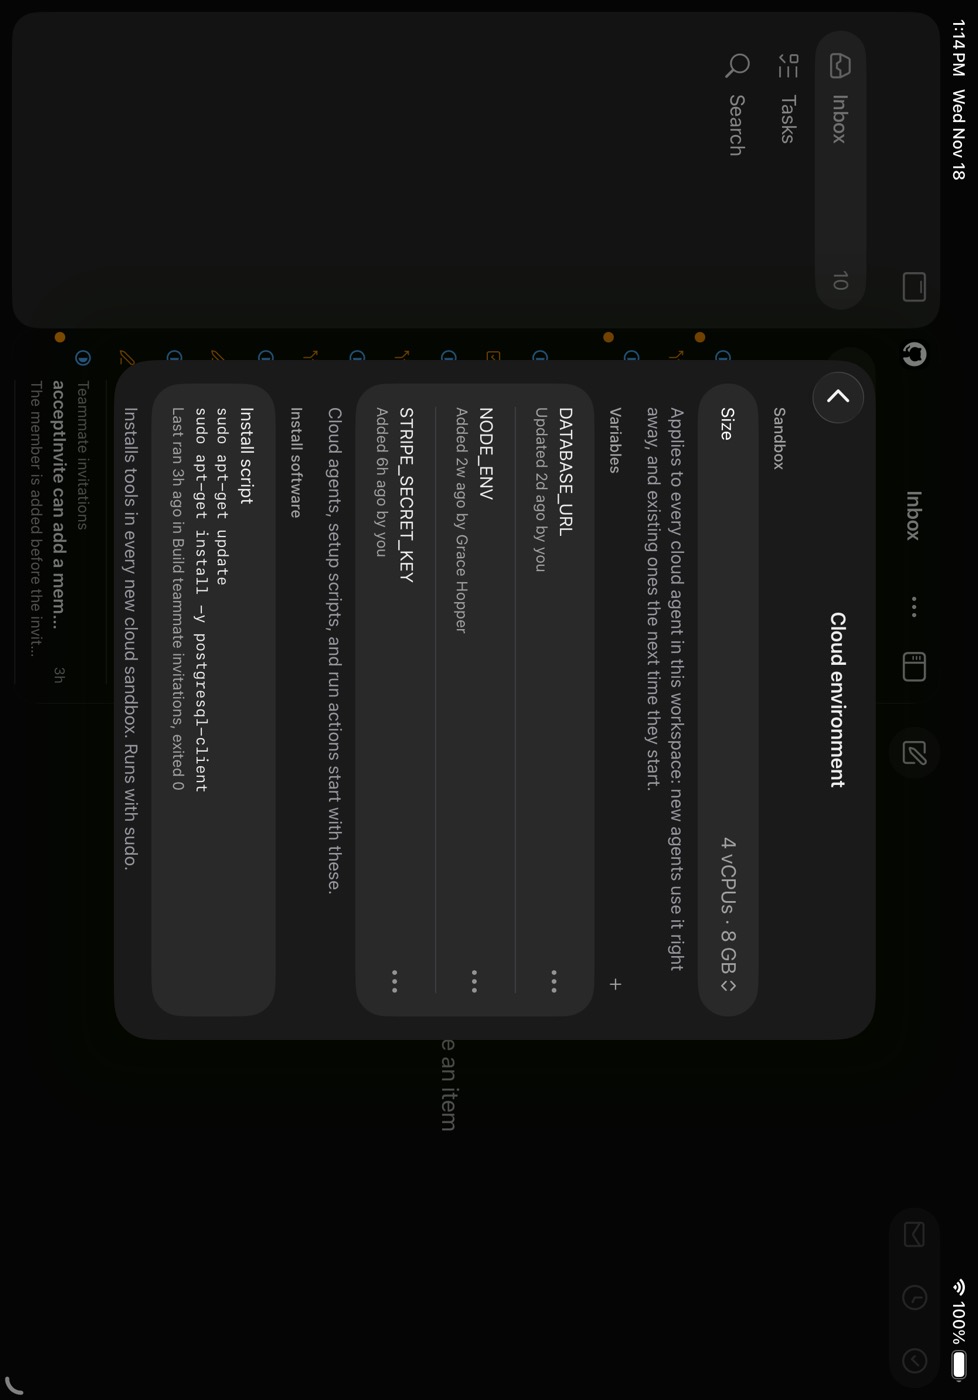 1:14 PM Wed Nov 18
100%
Inbox
Inbox 10
Tasks
Search
Cloud environment
Sandbox
Size
4 vCPUs · 8 GB
Applies to every cloud agent in this workspace: new agents use it right
away, and existing ones the next time they start.
Variables
DATABASE_URL
Updated 2d ago by you
NODE_ENV
Added 2w ago by Grace Hopper
STRIPE_SECRET_KEY
Added 6h ago by you
Cloud agents, setup scripts, and run actions start with these.
Install software
Install script
sudo apt-get update
sudo apt-get install -y postgresql-client
Last ran 3h ago in Build teammate invitations, exited 0
Installs tools in every new cloud sandbox. Runs with sudo.
e an item
Teammate invitations
acceptInvite can add a mem... 3h
The member is added before the invit...